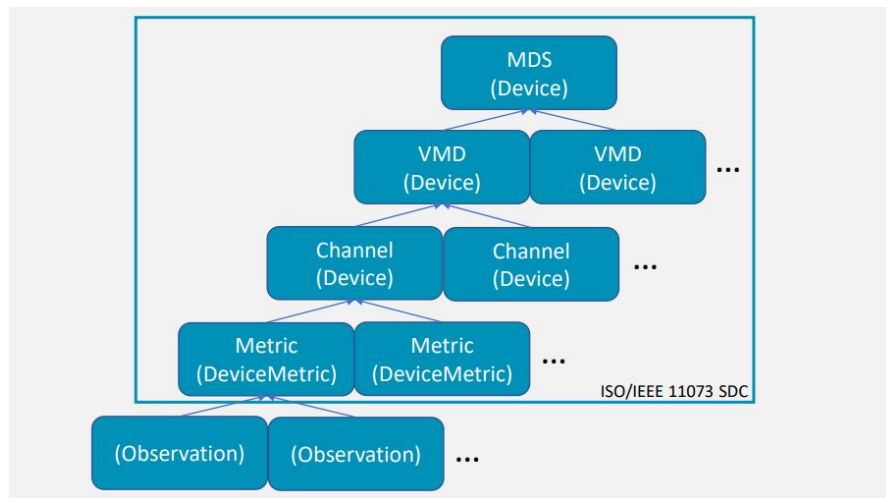 MDS
(Device)
VMD
(Device)
VMD
(Device)
...
Channel
(Device)
Channel
(Device)
...
Metric
(DeviceMetric)
Metric
(DeviceMetric)
...
ISO/IEEE 11073 SDC
(Observation)
(Observation)
...